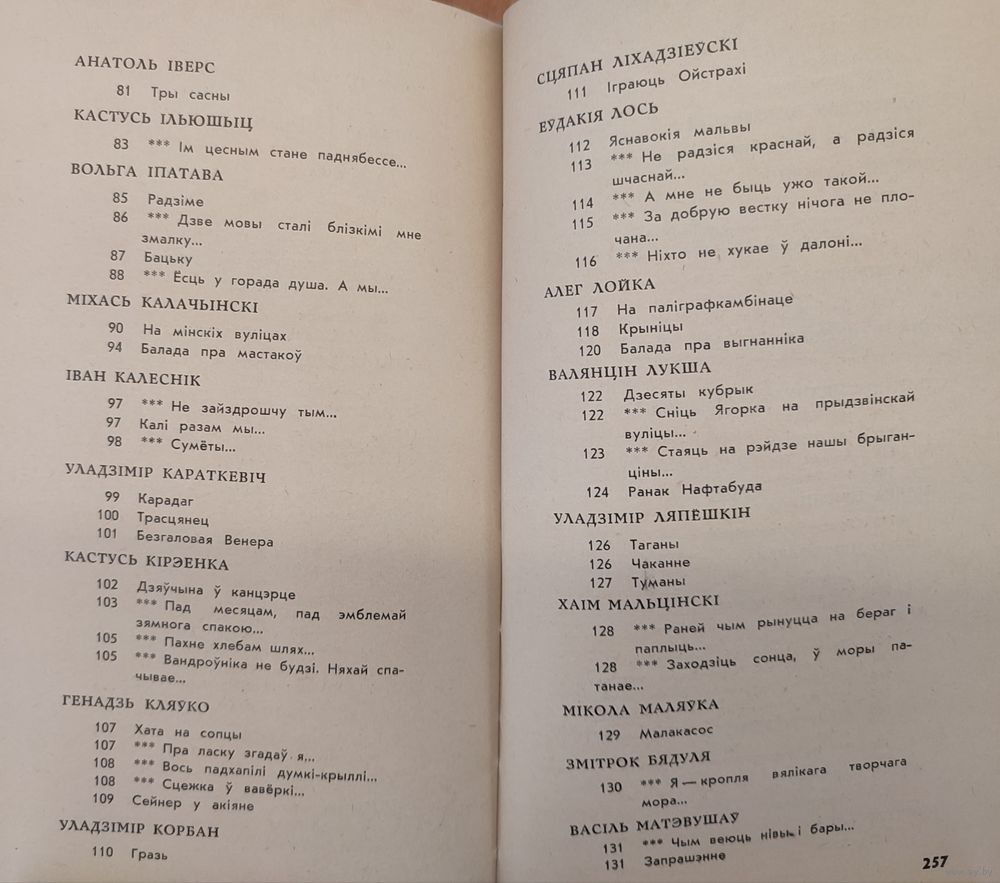 АНАТОЛЬ ІВЕРС
81 Тры сасны
КАСТУСЬ ІЛЬЮШЫЦ
83 *** Ім цесным стане паднябессе...
ВОЛЬГА ІПАТАВА
85 Радзіме
86 *** Дзве мовы сталі блізкімі мне
змалку...
87 Бацьку
88 *** Ёсць у горада душа. А мы...
МІХАСЬ КАЛАЧЫНСКІ
90 На мінскіх вуліцах
94 Балада пра мастакоў
ІВАН КАЛЕСНІК
97 *** Не зайздрошчу тым...
97 Калі разам мы...
98 *** Сумёты...
УЛАДЗІМІР КАРАТКЕВІЧ
99 Карадаг
100 Трасцянец
101 Безгаловая Венера
КАСТУСЬ КІРЭЕНКА
102 Дзяўчына ў канцэрце
103 *** Пад месяцам, пад эмблемай
зямнога спакою...
105 *** Пахне хлебам шлях...
105 *** Вандроўніка не будзі. Няхай спа-
чывае...
ГЕНАДЗЬ КЛЯЎКО
107 Хата на сопцы
107 *** Пра ласку згадаў я...
108 *** Вось падхапілі думкі-крыллі...
108 *** Сцежка ў вавёркі...
109 Сейнер у акіяне
УЛАДЗІМІР КОРБАН
110 Гразь
СЦЯПАН ЛІХАДЗІЕЎСКІ
111 Іграюць Ойстрахі
ЕУДАКІЯ ЛОСЬ
112 Яснавокія мальвы
113 *** Не радзіся краснай, а радзіся
шчаснай...
114 *** А мне не быць ужо такой...
115 *** За добрую вестку нічога не пло-
чана...
116 *** Ніхто не хукае ў далоні...
АЛЕГ ЛОЙКА
117 На паліграфкамбінаце
118 Крыніцы
120 Балада пра выгнанніка
ВАЛЯНЦІН ЛУКША
122 Дзесяты кубрык
122 *** Сніць Ягорка на прыдзвінскай
вуліцы...
123 *** Стаяць на рэйдзе нашы брыган-
ціны...
124 Ранак Нафтабуда
УЛАДЗІМІР ЛЯПЁШКІН
126 Таганы
126 Чаканне
127 Туманы
ХАІМ МАЛЬЦІНСКІ
128 *** Раней чым рынуцца на бераг і
паплыць...
128 *** Заходзіць сонца, ў моры па-
танае...
МІКОЛА МАЛЯЎКА
129 Малакасос
ЗМІТРОК БЯДУЛЯ
130 *** Я — кропля вялікага творчага
мора...
ВАСІЛЬ МАТЭВУШАЎ
131 *** Чым веюць нівы і бары...
131 Запрашэнне
257